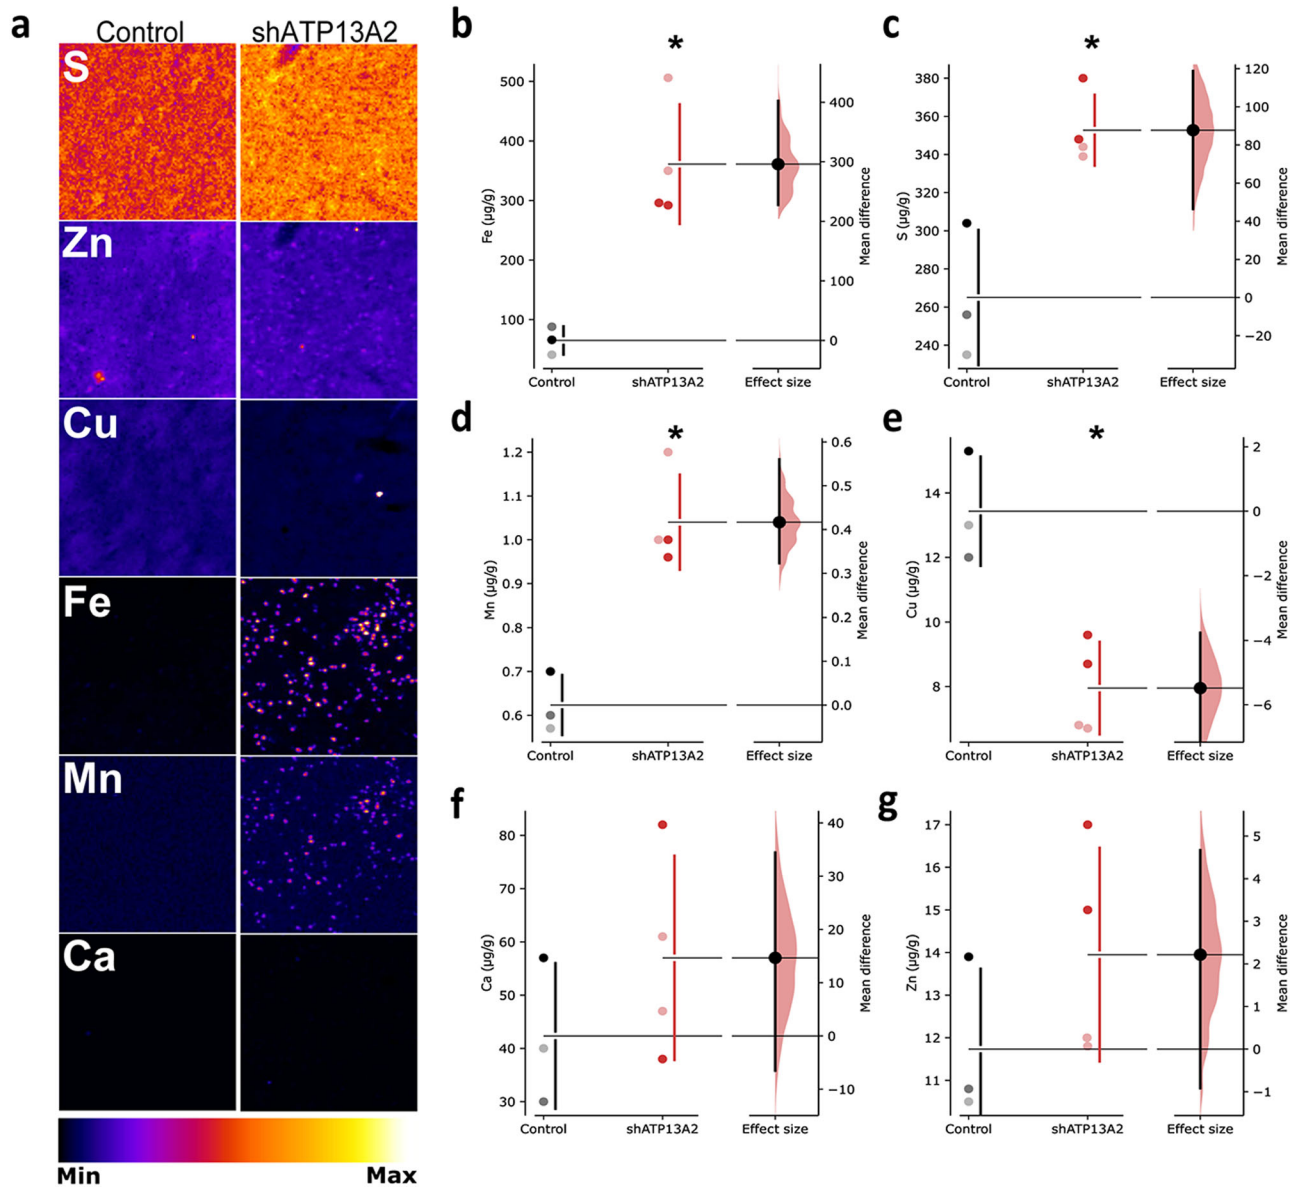 a
Control shATP13A2
S
Zn
Cu
Fe
Mn
Ca
Min Max
b
*
Fe (µg/g)
500
400
300
200
100
400
300
200
100
0
Mean difference
Control shATP13A2 Effect size
c
*
S (µg/g)
380
360
340
320
300
280
260
240
120
100
80
60
40
20
0
−20
Mean difference
Control shATP13A2 Effect size
d
*
Mn (µg/g)
1.2
1.1
1.0
0.9
0.8
0.7
0.6
0.6
0.5
0.4
0.3
0.2
0.1
0.0
Mean difference
Control shATP13A2 Effect size
e
*
Cu (µg/g)
14
12
10
8
2
0
−2
−4
−6
Mean difference
Control shATP13A2 Effect size
f
Ca (µg/g)
80
70
60
50
40
30
40
30
20
10
0
−10
Mean difference
Control shATP13A2 Effect size
g
Zn (µg/g)
17
16
15
14
13
12
11
5
4
3
2
1
0
−1
Mean difference
Control shATP13A2 Effect size